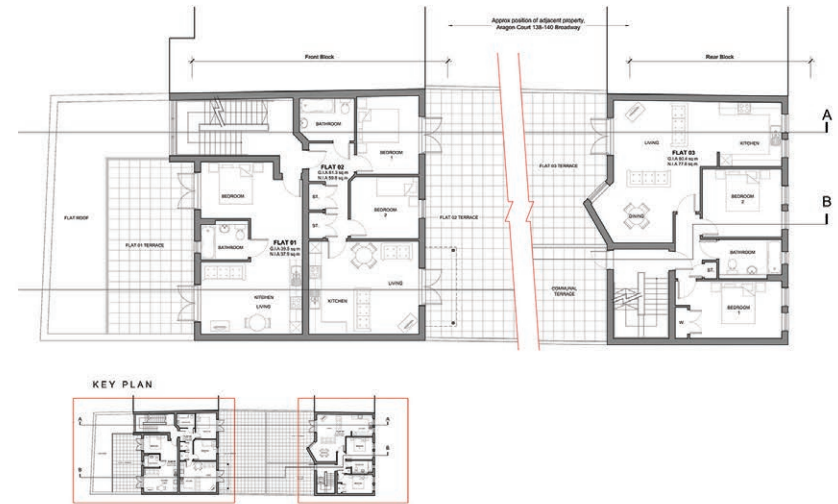 Approx position of adjacent property,
Aragon Court 138-140 Broadway
Front Block
Rear Block
A
B
BATHROOM
BEDROOM
1
FLAT 02
BEDROOM
ST.
ST.
BEDROOM
2
FLAT ROOF
FLAT 01 TERRACE
BATHROOM
FLAT 01
KITCHEN
LIVING
KITCHEN
LIVING
FLAT 02 TERRACE
FLAT 03 TERRACE
COMMUNAL
TERRACE
LIVING
FLAT 03
KITCHEN
DINING
BEDROOM
2
BATHROOM
ST.
W.
BEDROOM
1
KEY PLAN
A
A
B
B